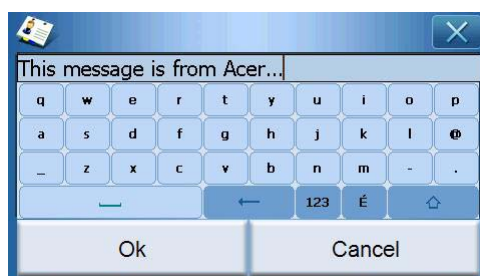 This message is from Acer...
q w e r t y u i o p
a s d f g h j k l @
_ z x c v b n m - .
123 É
Ok Cancel